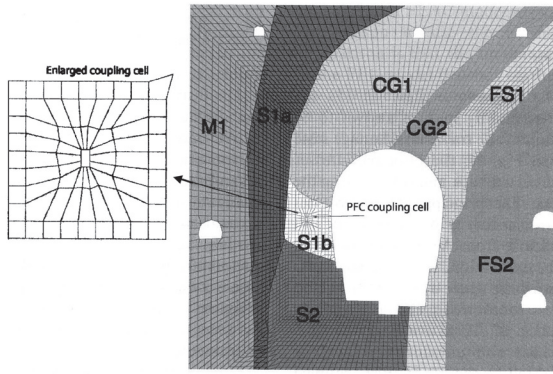 Enlarged coupling cell
M1
S1a
CG1
FS1
CG2
PFC coupling cell
S1b
FS2
S2